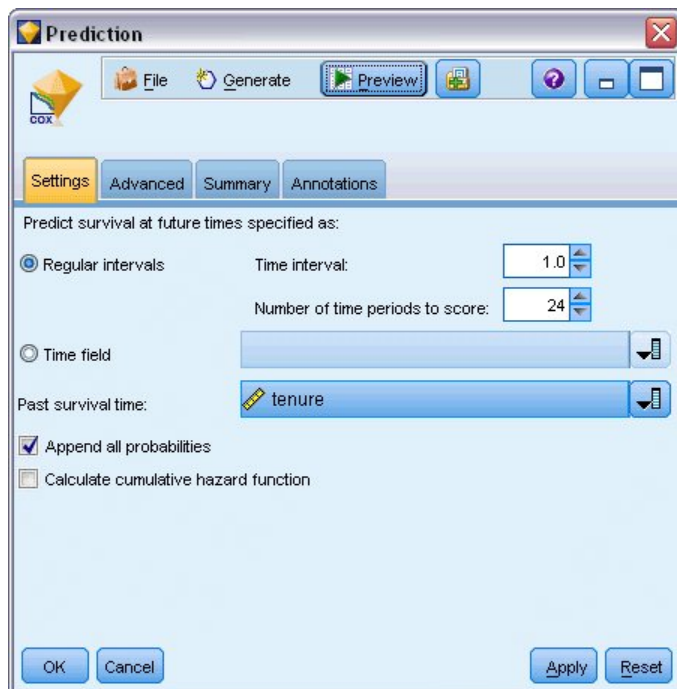 Prediction
COX
File Generate Preview
Settings Advanced Summary Annotations
Predict survival at future times specified as:
Regular intervals Time interval: 1.0
Number of time periods to score: 24
Time field
Past survival time: tenure
Append all probabilities
Calculate cumulative hazard function
OK Cancel Apply Reset